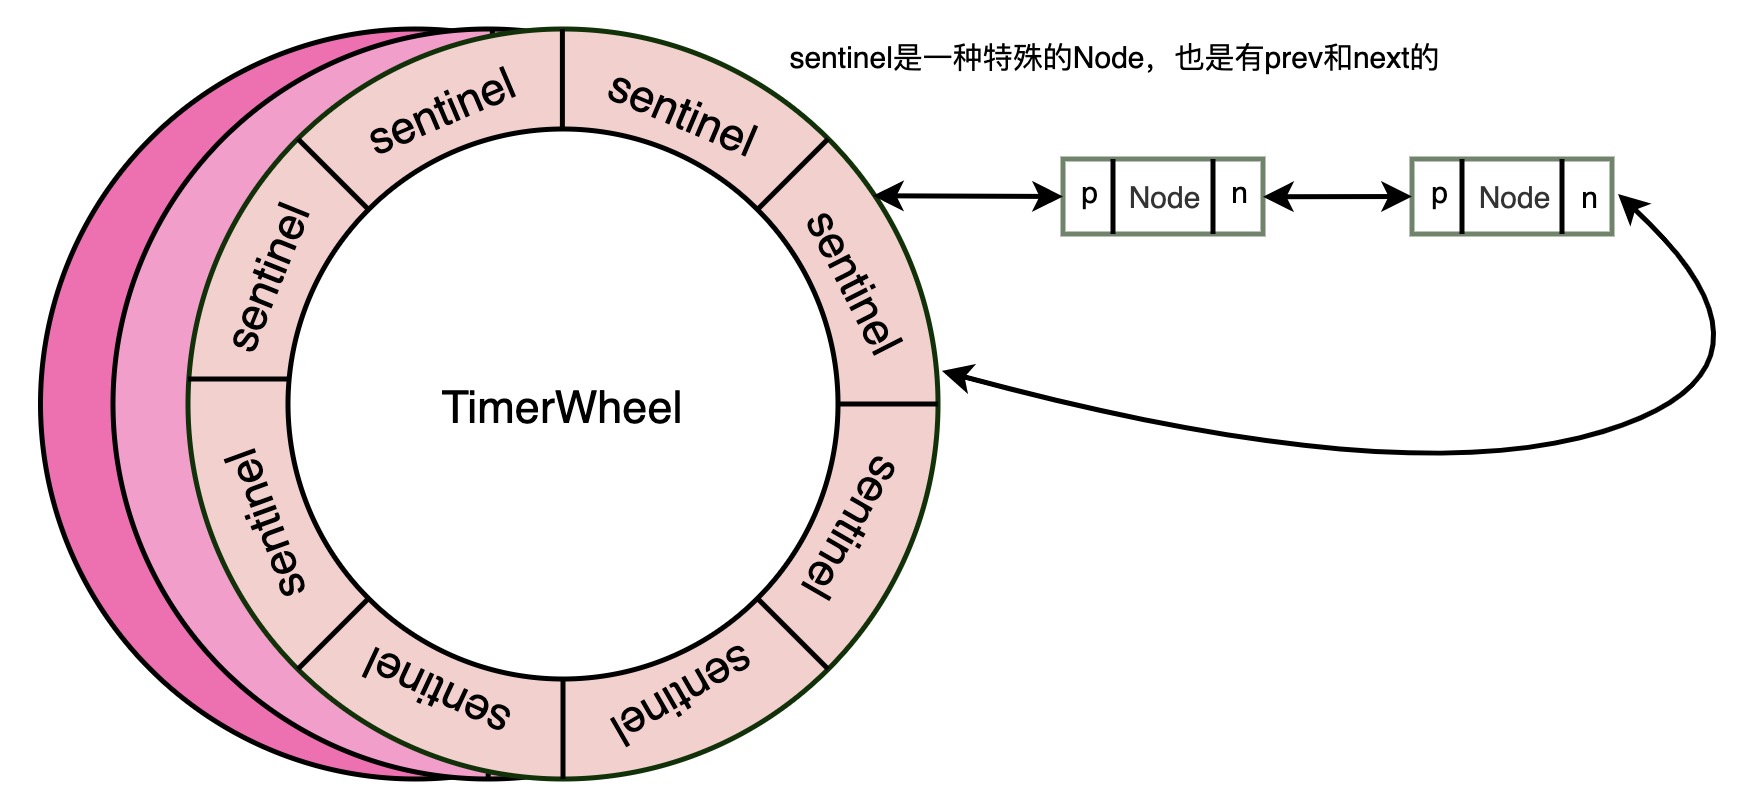 sentinel是一种特殊的Node，也是有prev和next的
sentinel
sentinel
sentinel
sentinel
sentinel
sentinel
sentinel
sentinel
TimerWheel
p Node n
p Node n